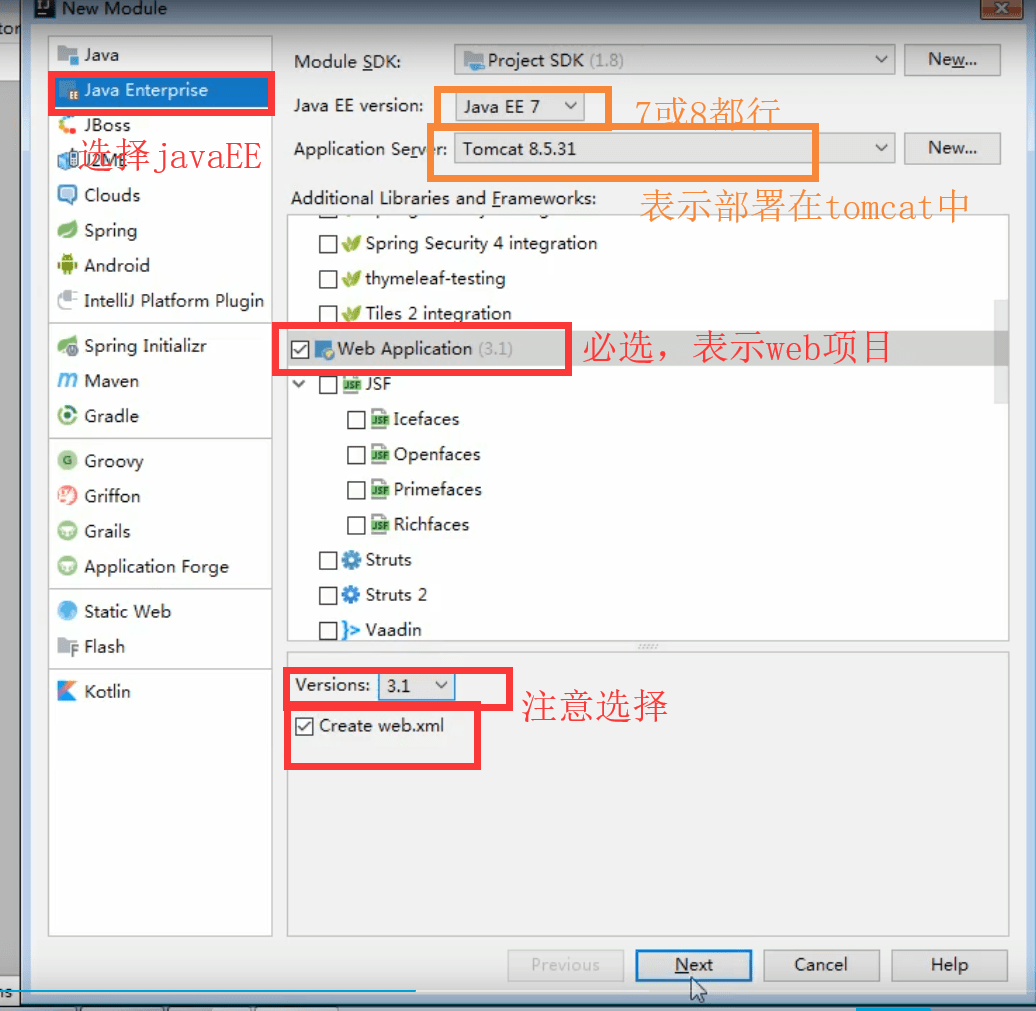 New Module
tor
Java
Java Enterprise
JBoss
J2ME
选择javaEE
Clouds
Spring
Android
IntelliJ Platform Plugin
Spring Initializr
Maven
Gradle
Groovy
Griffon
Grails
Application Forge
Static Web
Flash
Kotlin
Module SDK: Project SDK (1.8) New...
Java EE version: Java EE 7 7或8都行
Application Server: Tomcat 8.5.31 New...
Additional Libraries and Frameworks: 表示部署在tomcat中
Spring Security 4 integration
thymeleaf-testing
Tiles 2 integration
Web Application (3.1) 必选，表示web项目
JSF
Icefaces
Openfaces
Primefaces
Richfaces
Struts
Struts 2
Vaadin
Versions: 3.1 注意选择
Create web.xml
Previous Next Cancel Help
ns